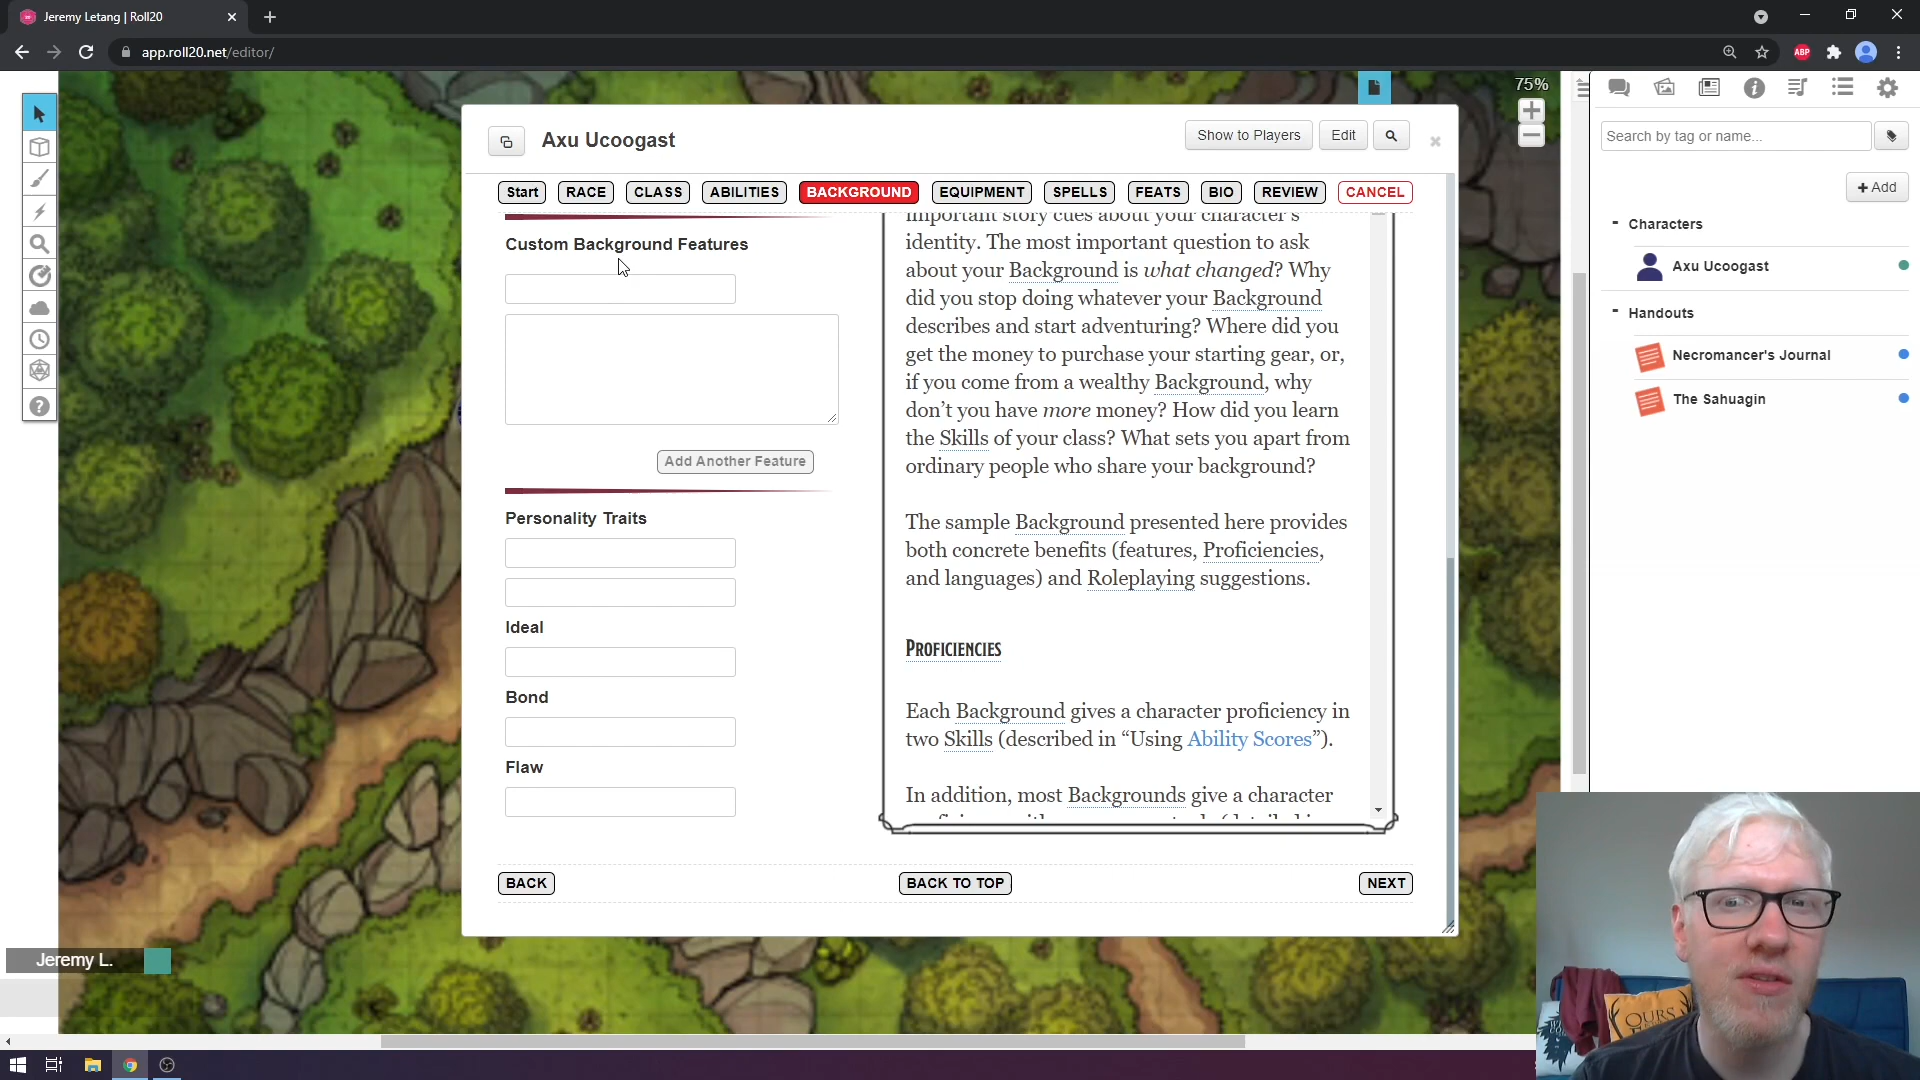 Jeremy Letang | Roll20
app.roll20.net/editor/
ABP
75%
Axu Ucoogast
Show to Players
Edit
Start
RACE
CLASS
ABILITIES
BACKGROUND
EQUIPMENT
SPELLS
FEATS
BIO
REVIEW
CANCEL
Custom Background Features
Add Another Feature
Personality Traits
Ideal
Bond
Flaw
important story cues about your character's
identity. The most important question to ask
about your Background is what changed? Why
did you stop doing whatever your Background
describes and start adventuring? Where did you
get the money to purchase your starting gear, or,
if you come from a wealthy Background, why
don’t you have more money? How did you learn
the Skills of your class? What sets you apart from
ordinary people who share your background?
The sample Background presented here provides
both concrete benefits (features, Proficiencies,
and languages) and Roleplaying suggestions.
PROFICIENCIES
Each Background gives a character proficiency in
two Skills (described in “Using Ability Scores”).
In addition, most Backgrounds give a character
BACK
BACK TO TOP
NEXT
Search by tag or name...
+ Add
Characters
Axu Ucoogast
Handouts
Necromancer's Journal
The Sahuagin
Jeremy L.
OURS